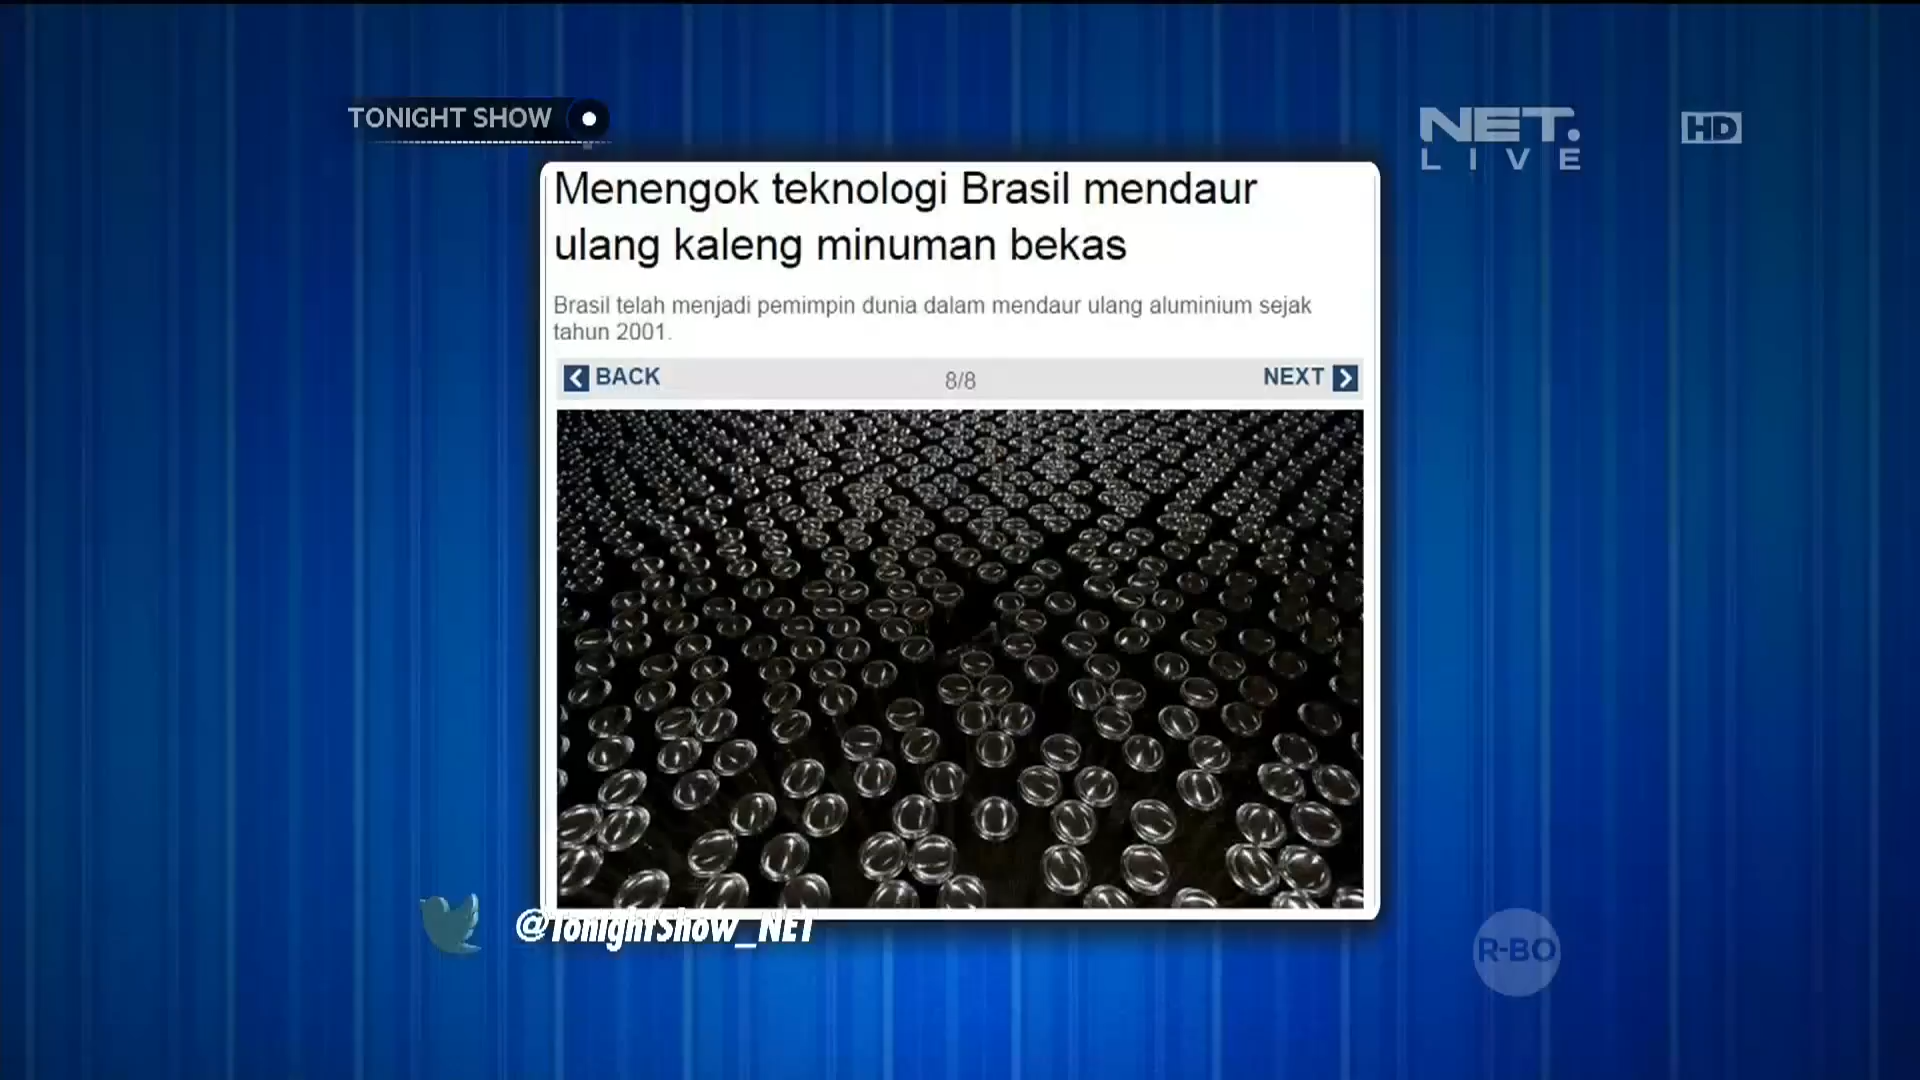 TONIGHT SHOW
NET.
LIVE
HD
Menengok teknologi Brasil mendaur
ulang kaleng minuman bekas
Brasil telah menjadi pemimpin dunia dalam mendaur ulang aluminium sejak
tahun 2001.
BACK
8/8
NEXT
@TonightShow_NET
R-BO